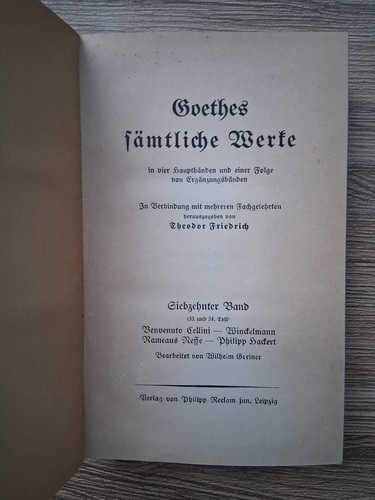 Goethes
sämtliche Werke
in vier Hauptbänden und einer Folge
von Ergänzungsbänden
In Verbindung mit mehreren Fachgelehrten
herausgegeben von
Theodor Friedrich
Siebzehnter Band
(33. und 34. Teil)
Benvenuto Cellini — Winckelmann
Rameaus Neffe — Philipp Hackert
Bearbeitet von Wilhelm Greiner
Verlag von Philipp Reclam jun. Leipzig